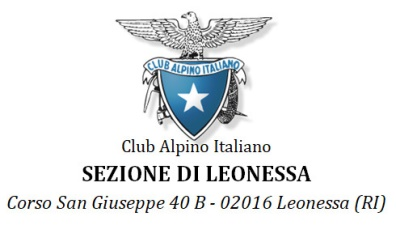 CLUB ALPINO ITALIANO
Club Alpino Italiano
SEZIONE DI LEONESSA
Corso San Giuseppe 40 B - 02016 Leonessa (RI)